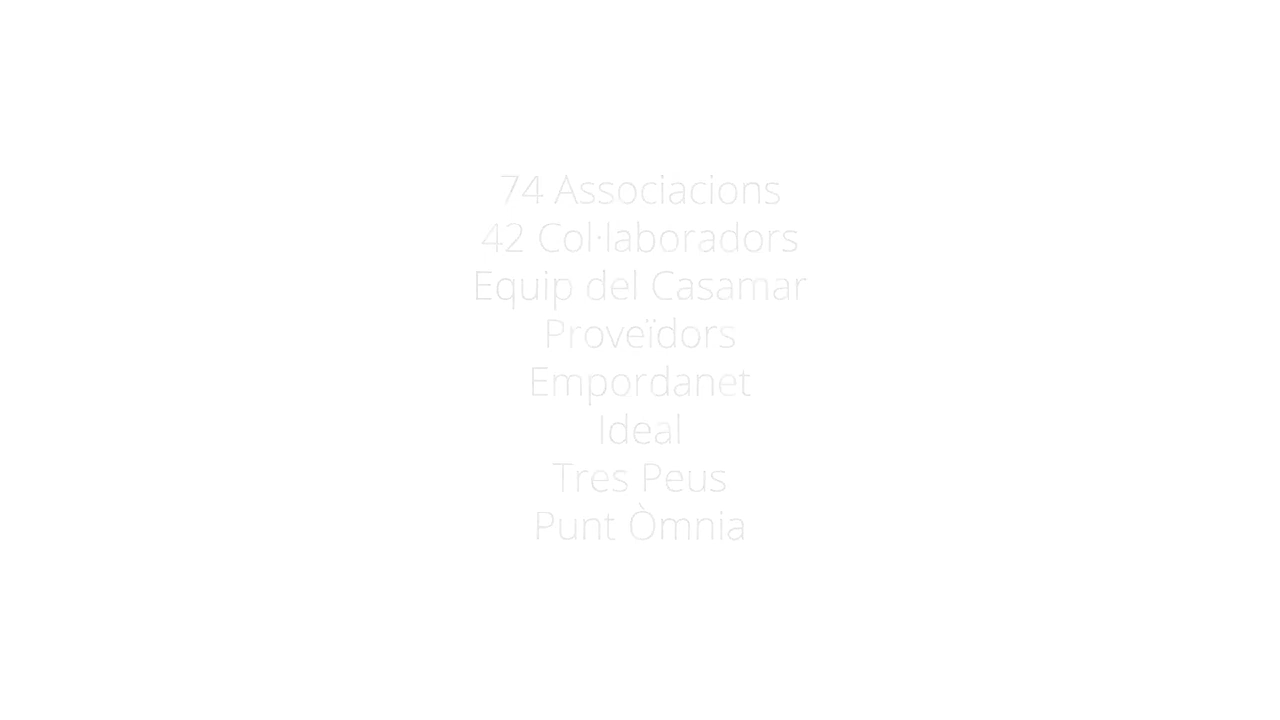 74 Associacions
42 Col·laboradors
Equip del Casamar
Proveïdors
Empordanet
Ideal
Tres Peus
Punt Òmnia